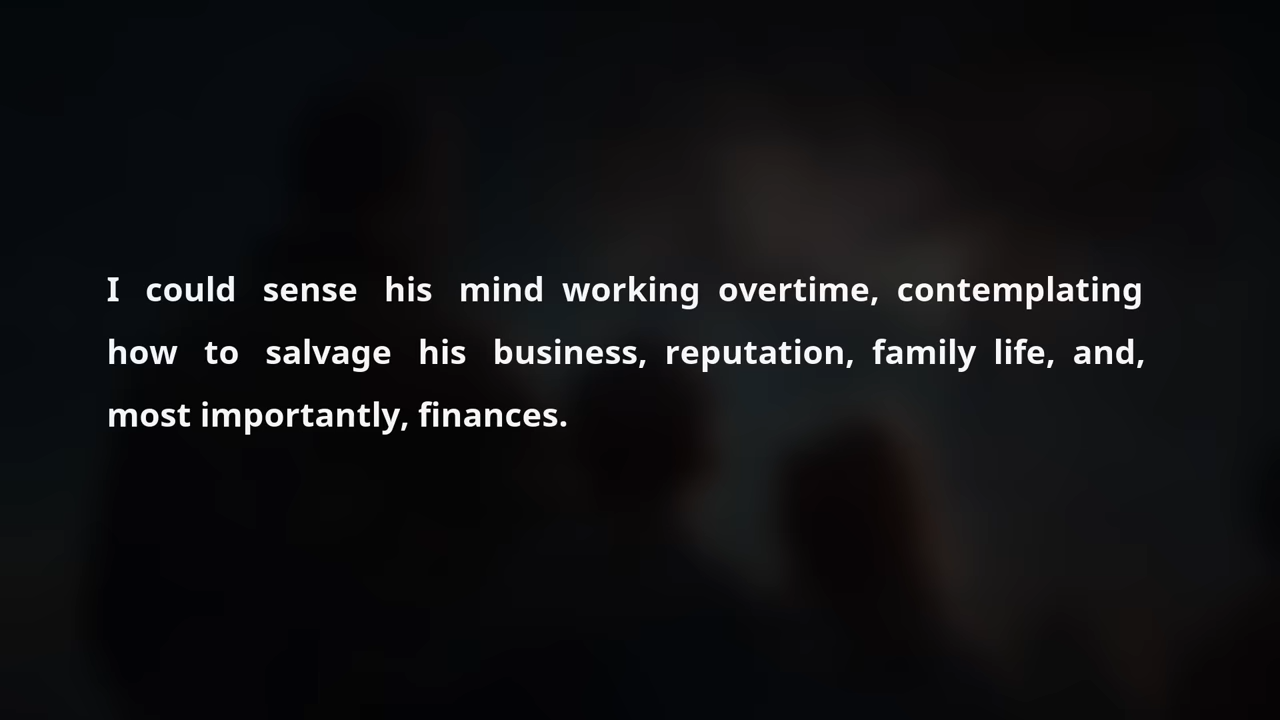 I could sense his mind working overtime, contemplating
how to salvage his business, reputation, family life, and,
most importantly, finances.